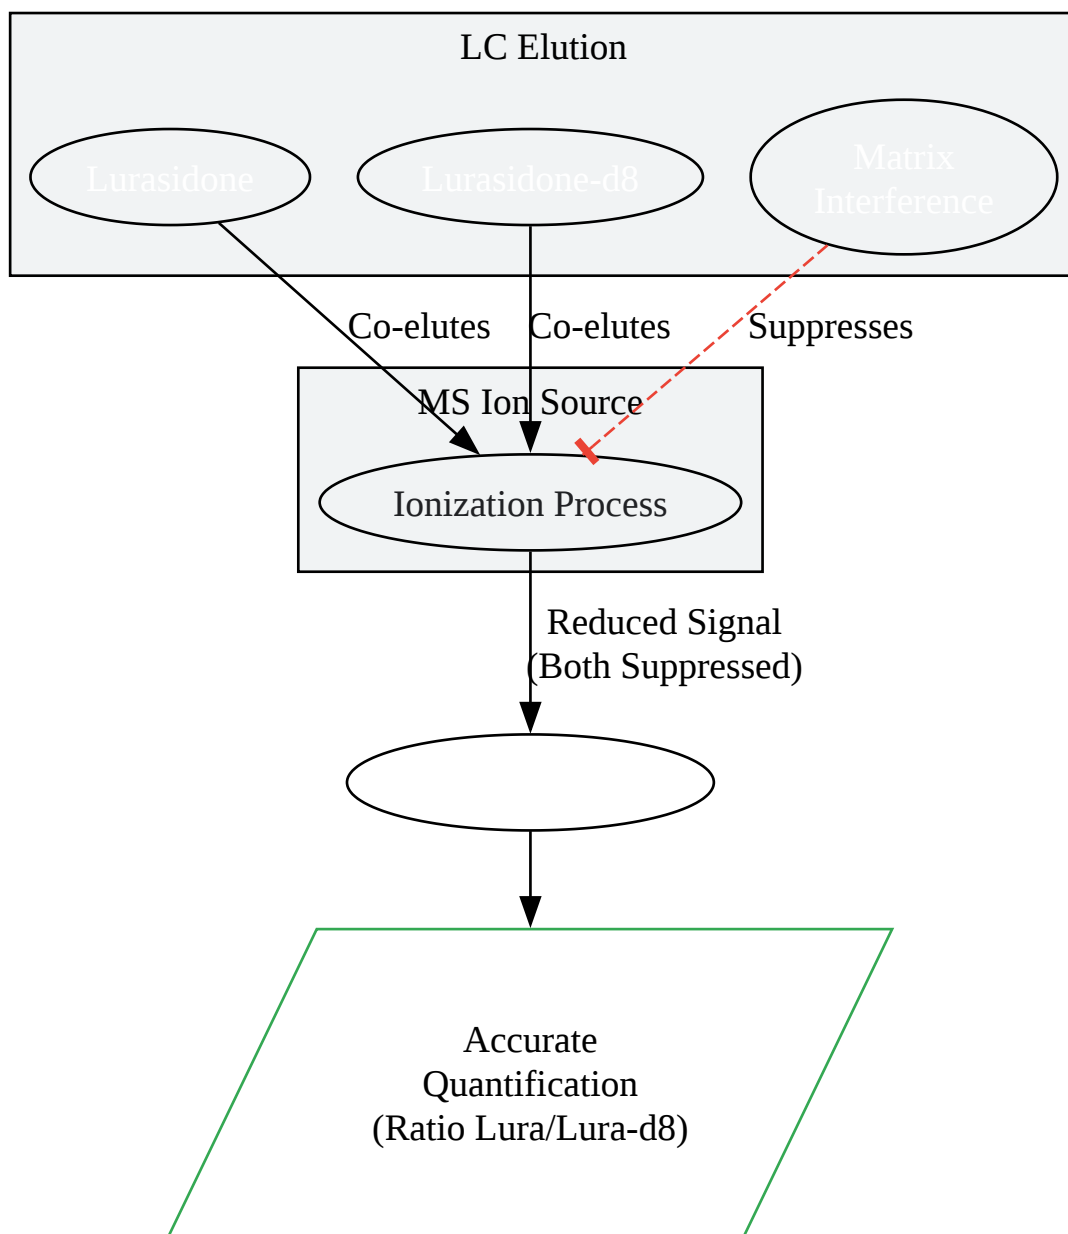 LC Elution
Lurasidone
Lurasidone-d8
Matrix
Interference
Co-elutes
Co-elutes
Suppresses
MS Ion Source
Ionization Process
Reduced Signal
(Both Suppressed)
Accurate
Quantification
(Ratio Lura/Lura-d8)